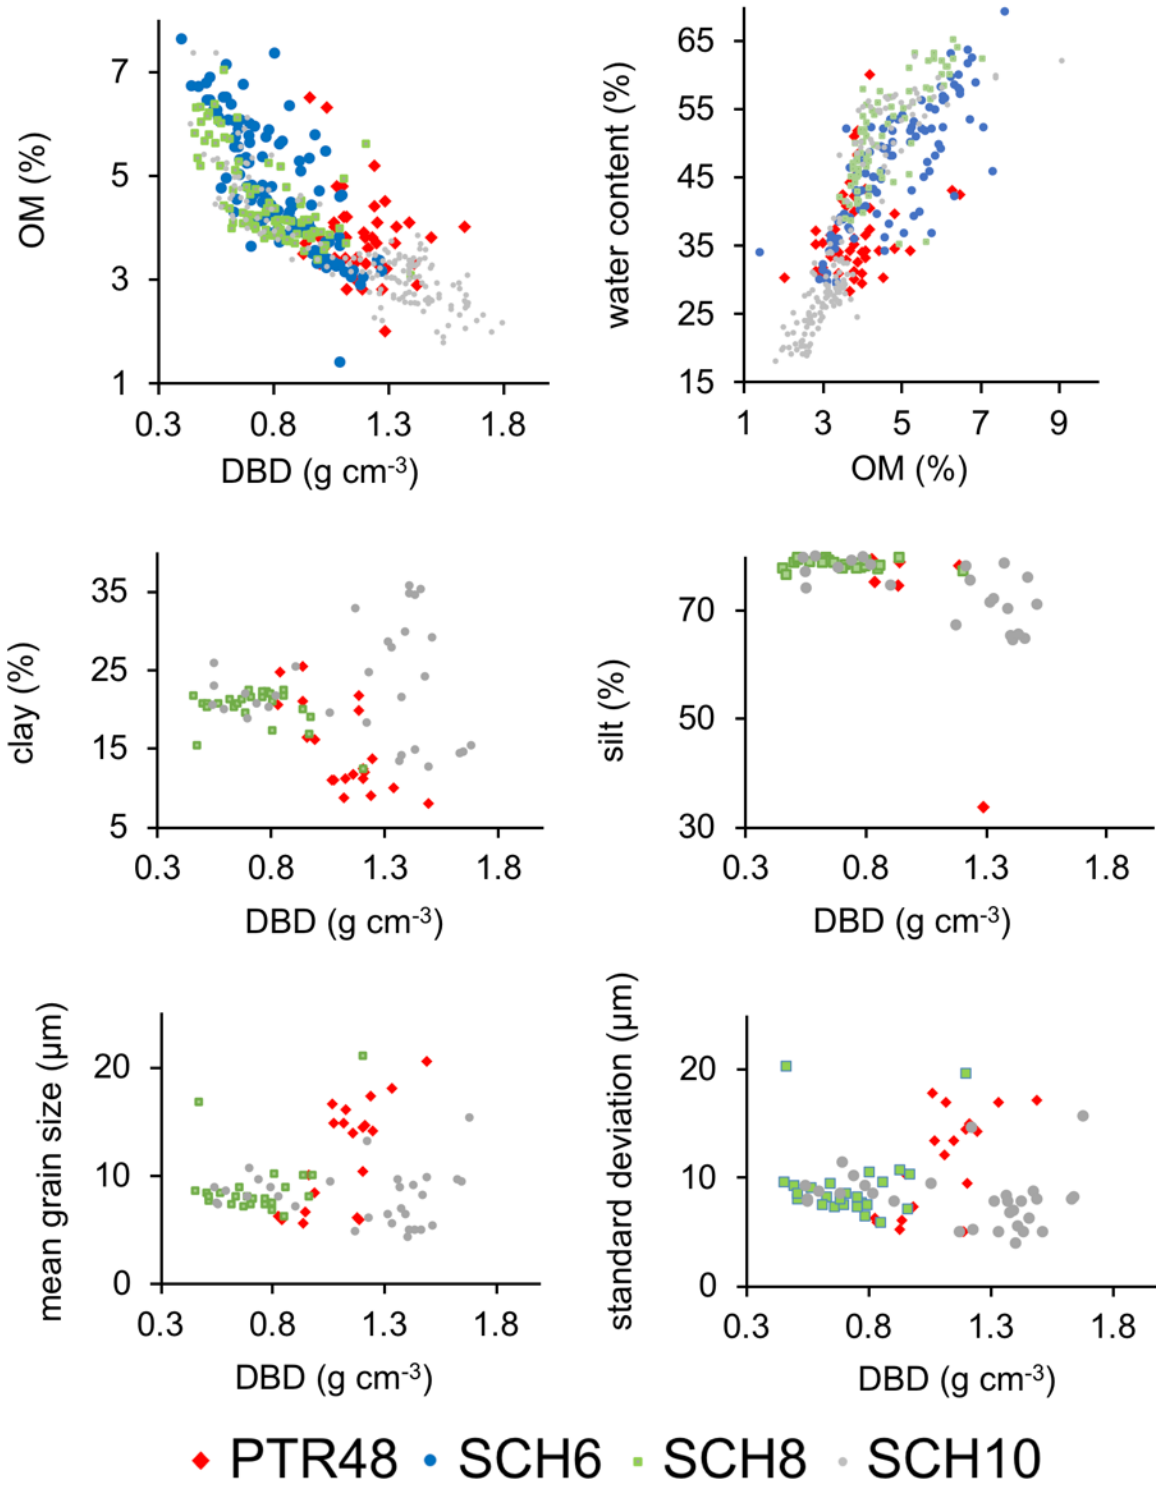 OM (%)
7
5
3
1
0.3 0.8 1.3 1.8
DBD (g cm-3)
water content (%)
65
55
45
35
25
15
1 3 5 7 9
OM (%)
clay (%)
35
25
15
5
0.3 0.8 1.3 1.8
DBD (g cm-3)
silt (%)
70
50
30
0.3 0.8 1.3 1.8
DBD (g cm-3)
mean grain size (μm)
20
10
0
0.3 0.8 1.3 1.8
DBD (g cm-3)
standard deviation (μm)
20
10
0
0.3 0.8 1.3 1.8
DBD (g cm-3)
PTR48 SCH6 SCH8 SCH10